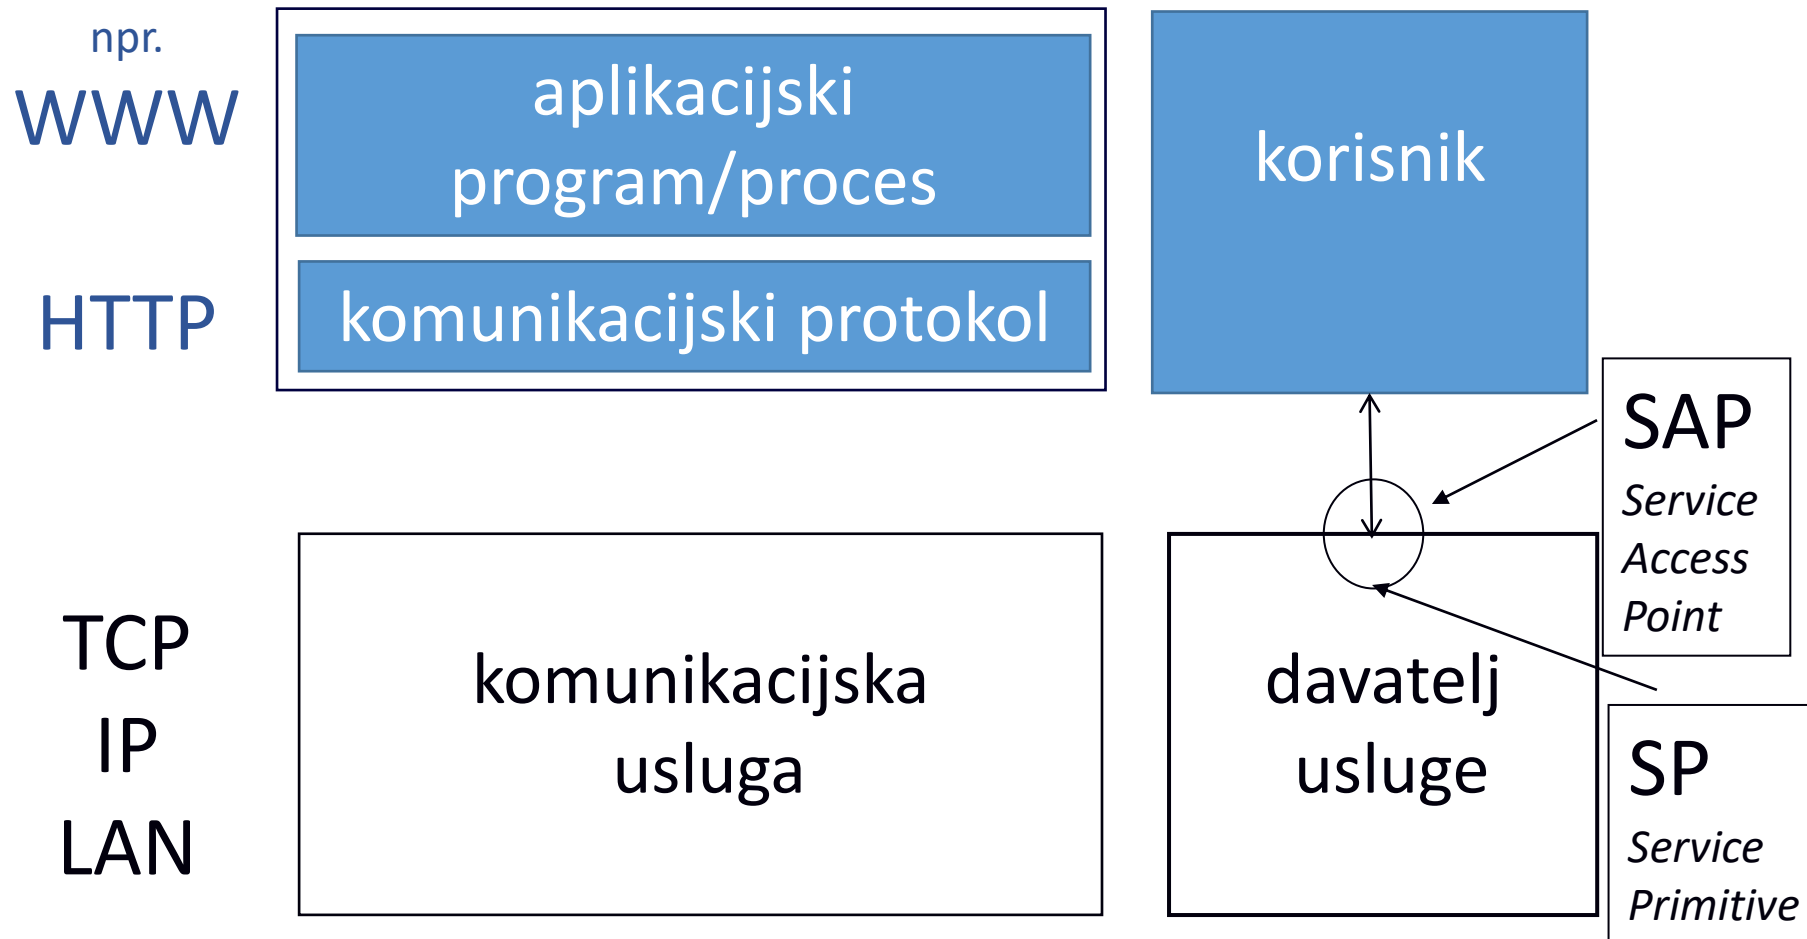 npr.
WWW
HTTP
aplikacijski
program/proces
komunikacijski protokol
korisnik
SAP
Service
Access
Point
TCP
IP
LAN
komunikacijska
usluga
davatelj
usluge
SP
Service
Primitive